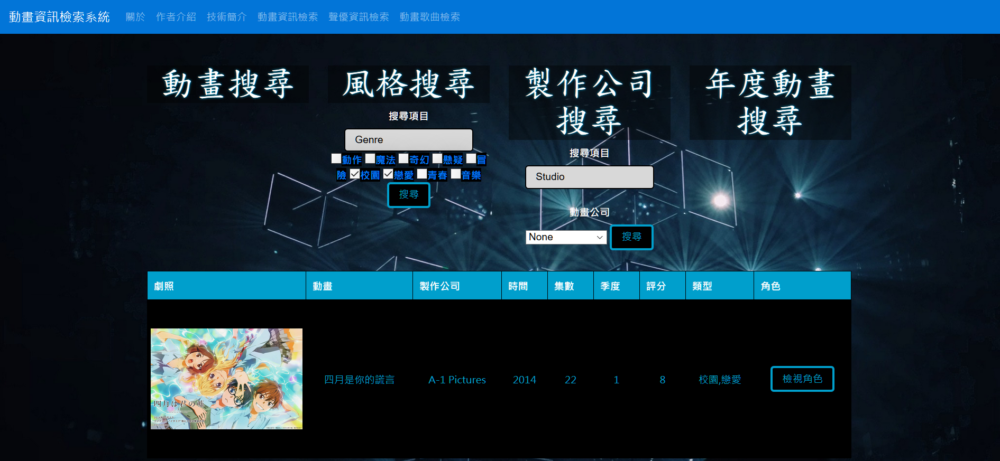 動畫資訊檢索系統 關於 作者介紹 技術簡介 動畫資訊檢索 聲優資訊檢索 動畫歌曲檢索
動畫搜尋
風格搜尋
搜尋項目
Genre
動作 魔法 奇幻 懸疑 冒
險 校園 戀愛 青春 音樂
搜尋
製作公司
搜尋
搜尋項目
Studio
動畫公司
None 搜尋
年度動畫
搜尋
劇照 動畫 製作公司 時間 集數 季度 評分 類型 角色
四月は君の嘘
四月是你的謊言 A-1 Pictures 2014 22 1 8 校園,戀愛 檢視角色